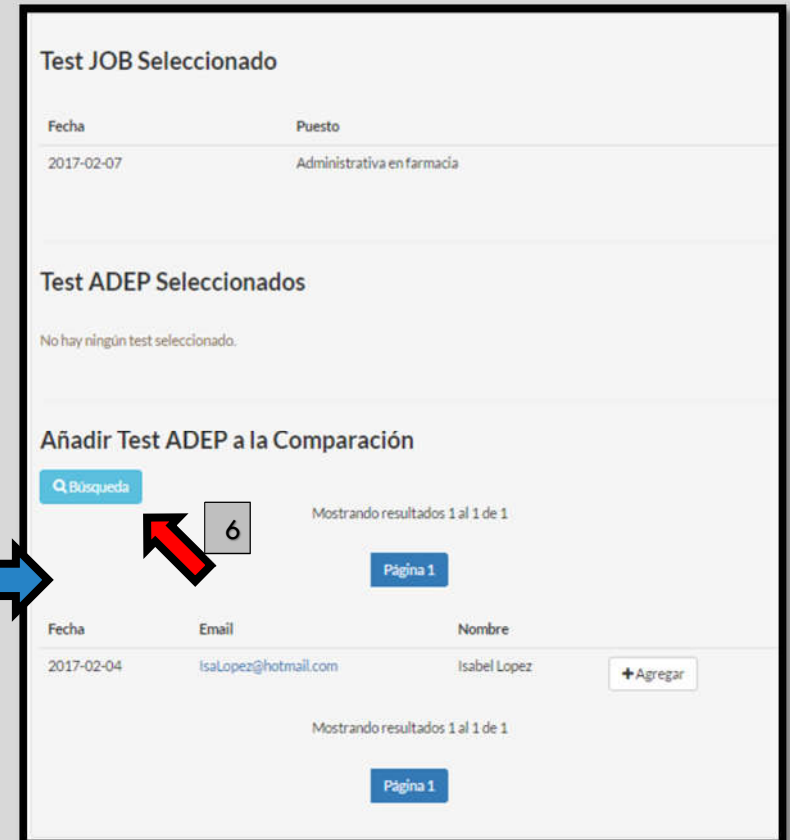 Test JOB Seleccionado
Fecha Puesto
2017-02-07 Administrativa en farmacia
Test ADEP Seleccionados
No hay ningún test seleccionado.
Añadir Test ADEP a la Comparación
Búsqueda
6
Mostrando resultados 1 al 1 de 1
Página 1
Fecha Email Nombre
2017-02-04 IsaLopez@hotmail.com Isabel Lopez +Agregar
Mostrando resultados 1 al 1 de 1
Página 1